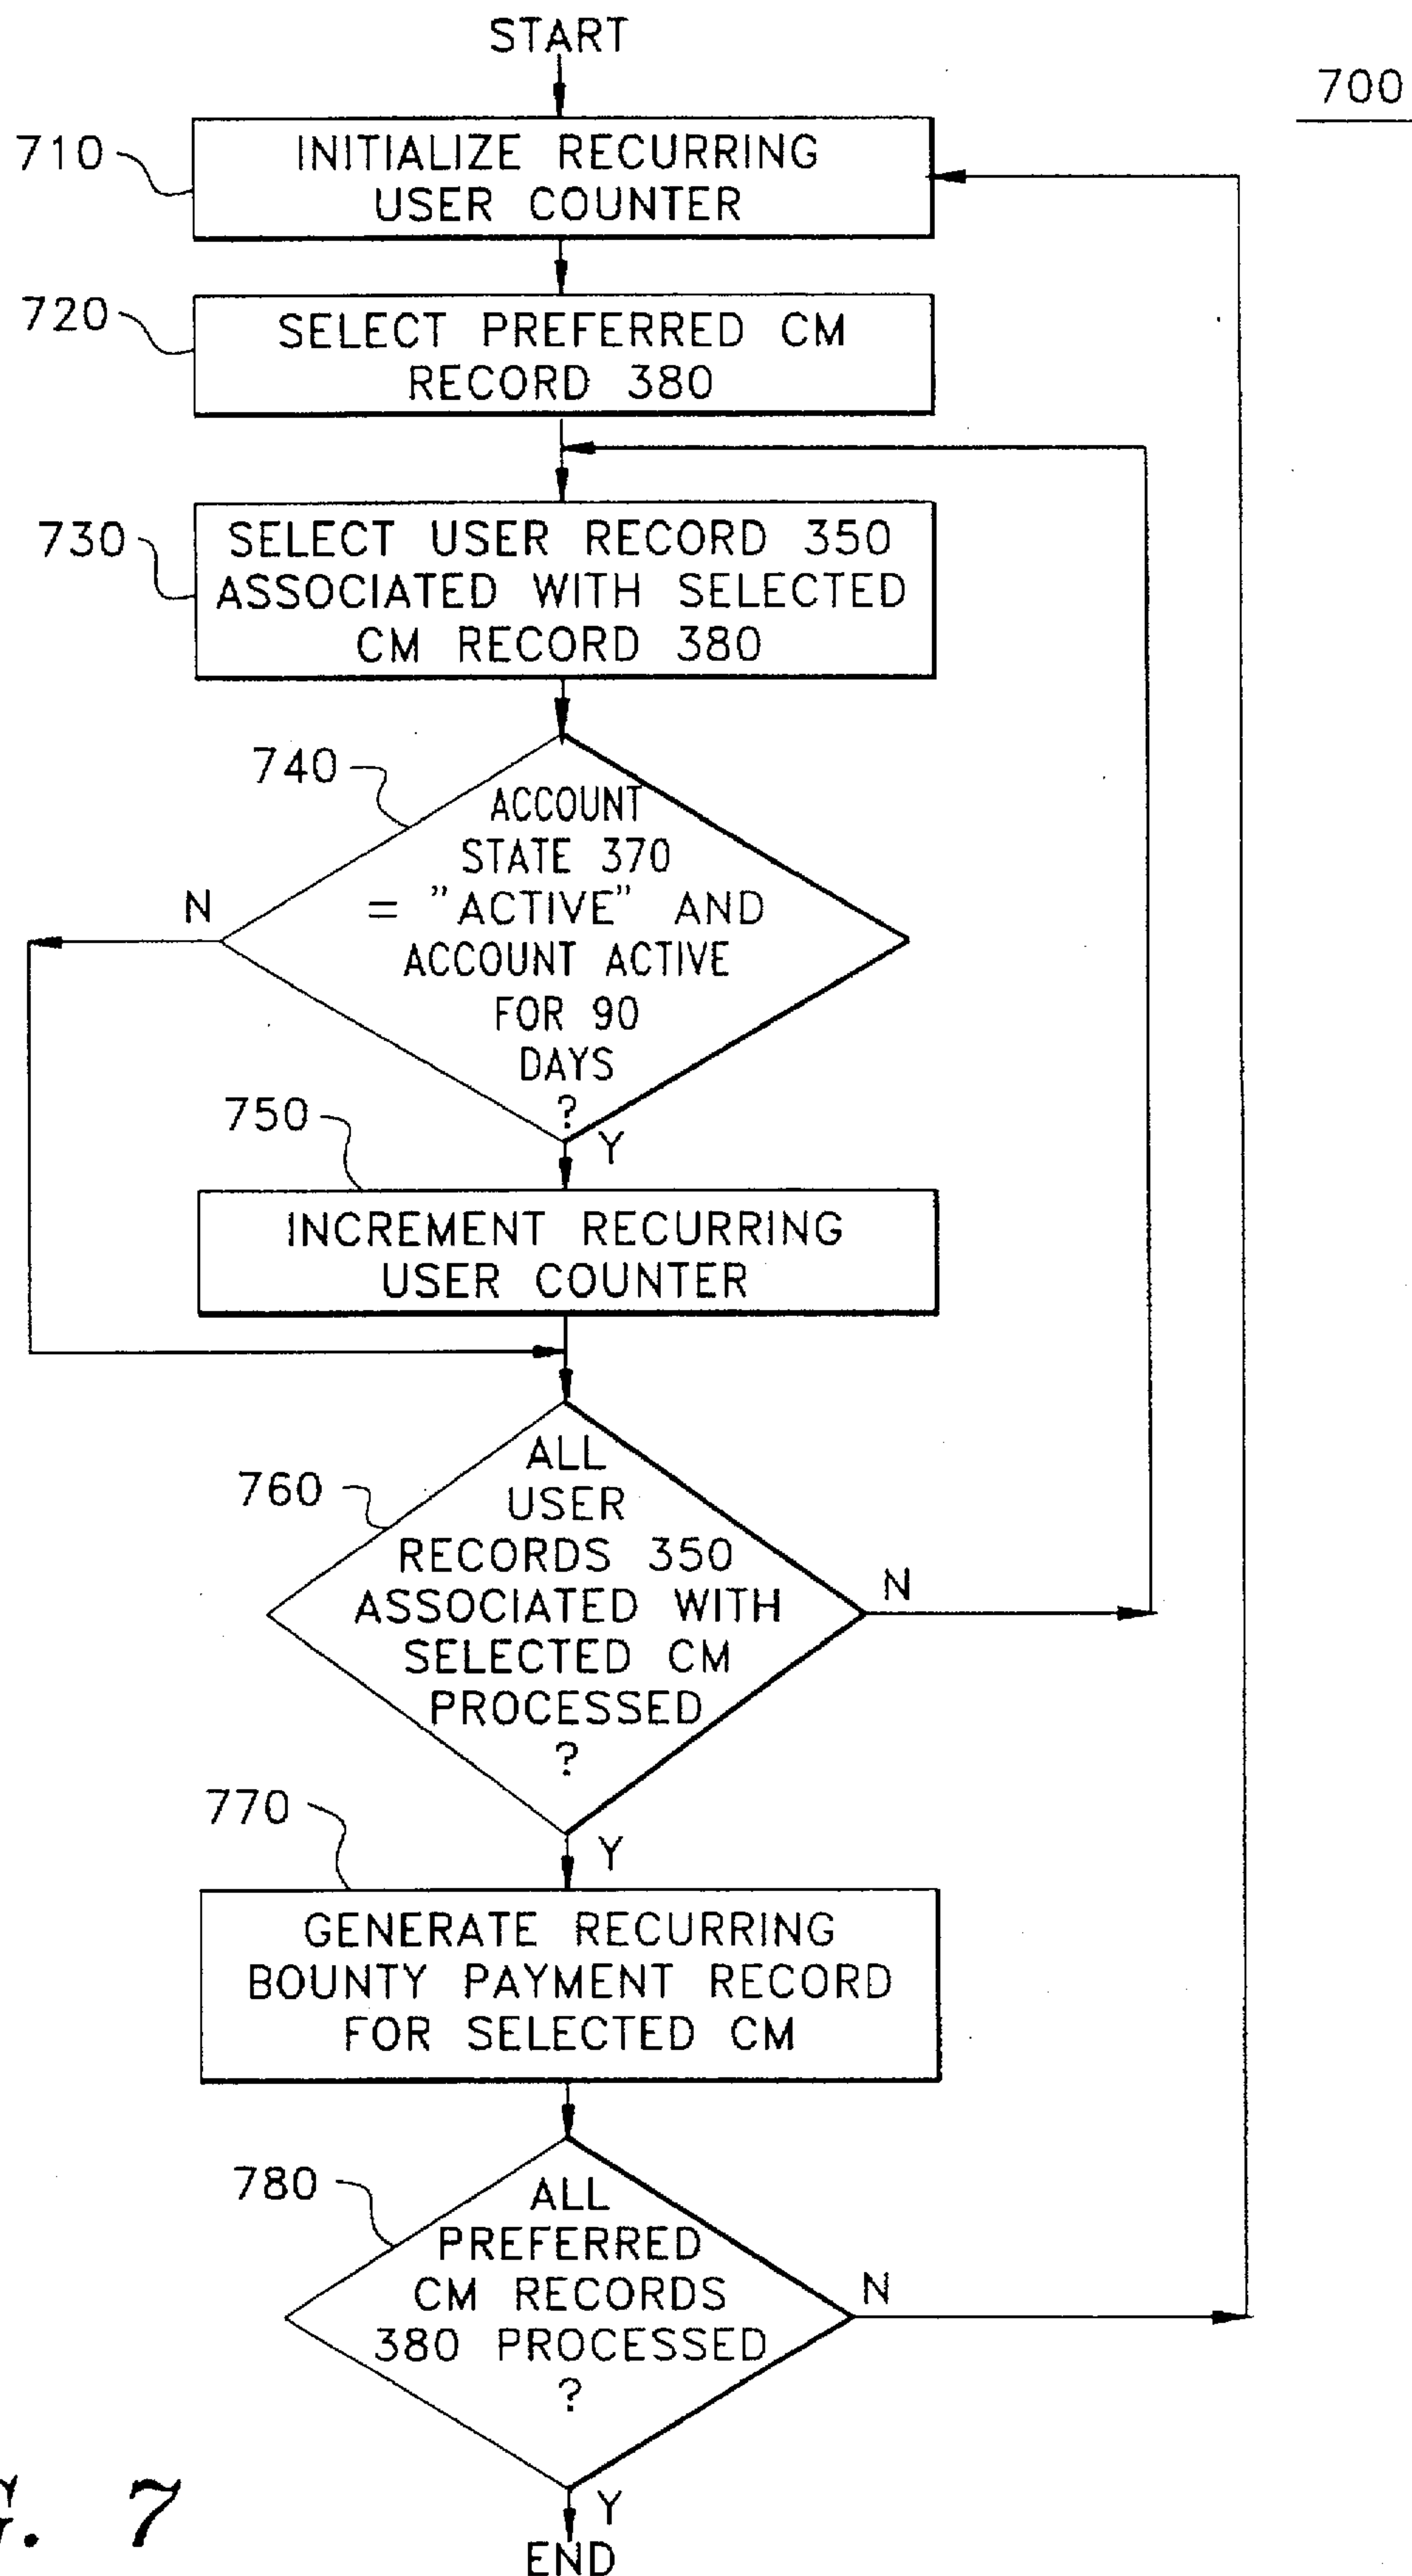 START
700
710
INITIALIZE RECURRING
USER COUNTER
720
SELECT PREFERRED CM
RECORD 380
730
SELECT USER RECORD 350
ASSOCIATED WITH SELECTED
CM RECORD 380
740
ACCOUNT
STATE 370
= "ACTIVE" AND
ACCOUNT ACTIVE
FOR 90
DAYS
?
N
Y
750
INCREMENT RECURRING
USER COUNTER
760
ALL
USER
RECORDS 350
ASSOCIATED WITH
SELECTED CM
PROCESSED
?
N
Y
770
GENERATE RECURRING
BOUNTY PAYMENT RECORD
FOR SELECTED CM
780
ALL
PREFERRED
CM RECORDS
380 PROCESSED
?
N
Y
END
G. 7